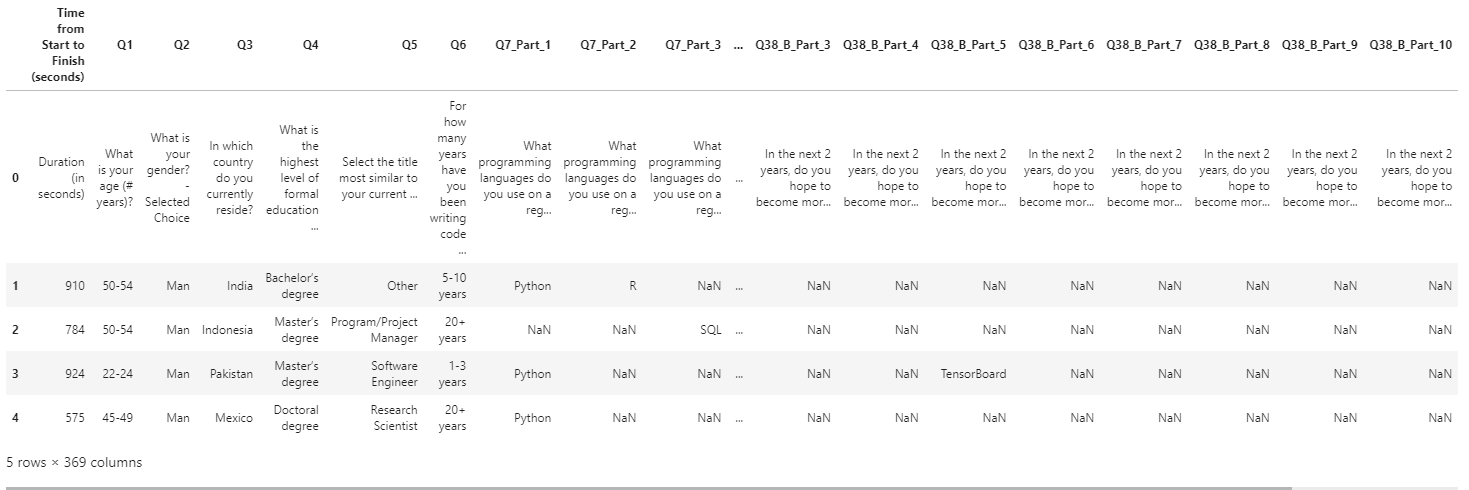 Time from Start to Finish (seconds) Q1 Q2 Q3 Q4 Q5 Q6 Q7_Part_1 Q7_Part_2 Q7_Part_3 ... Q38_B_Part_3 Q38_B_Part_4 Q38_B_Part_5 Q38_B_Part_6 Q38_B_Part_7 Q38_B_Part_8 Q38_B_Part_9 Q38_B_Part_10
0 Duration (in seconds) What is your age (# years)? What is your gender? - Selected Choice In which country do you currently reside? What is the highest level of formal education ... Select the title most similar to your current ... For how many years have you been writing code ... What programming languages do you use on a reg... What programming languages do you use on a reg... What programming languages do you use on a reg... ... In the next 2 years, do you hope to become mor... In the next 2 years, do you hope to become mor... In the next 2 years, do you hope to become mor... In the next 2 years, do you hope to become mor... In the next 2 years, do you hope to become mor... In the next 2 years, do you hope to become mor... In the next 2 years, do you hope to become mor... In the next 2 years, do you hope to become mor...
1 910 50-54 Man India Bachelor's degree Other 5-10 years Python R NaN ... NaN NaN NaN NaN NaN NaN NaN NaN
2 784 50-54 Man Indonesia Master's degree Program/Project Manager 20+ years NaN NaN SQL ... NaN NaN NaN NaN NaN NaN NaN NaN
3 924 22-24 Man Pakistan Master's degree Software Engineer 1-3 years Python NaN NaN ... NaN NaN TensorBoard NaN NaN NaN NaN NaN
4 575 45-49 Man Mexico Doctoral degree Research Scientist 20+ years Python NaN NaN ... NaN NaN NaN NaN NaN NaN NaN NaN
5 rows × 369 columns